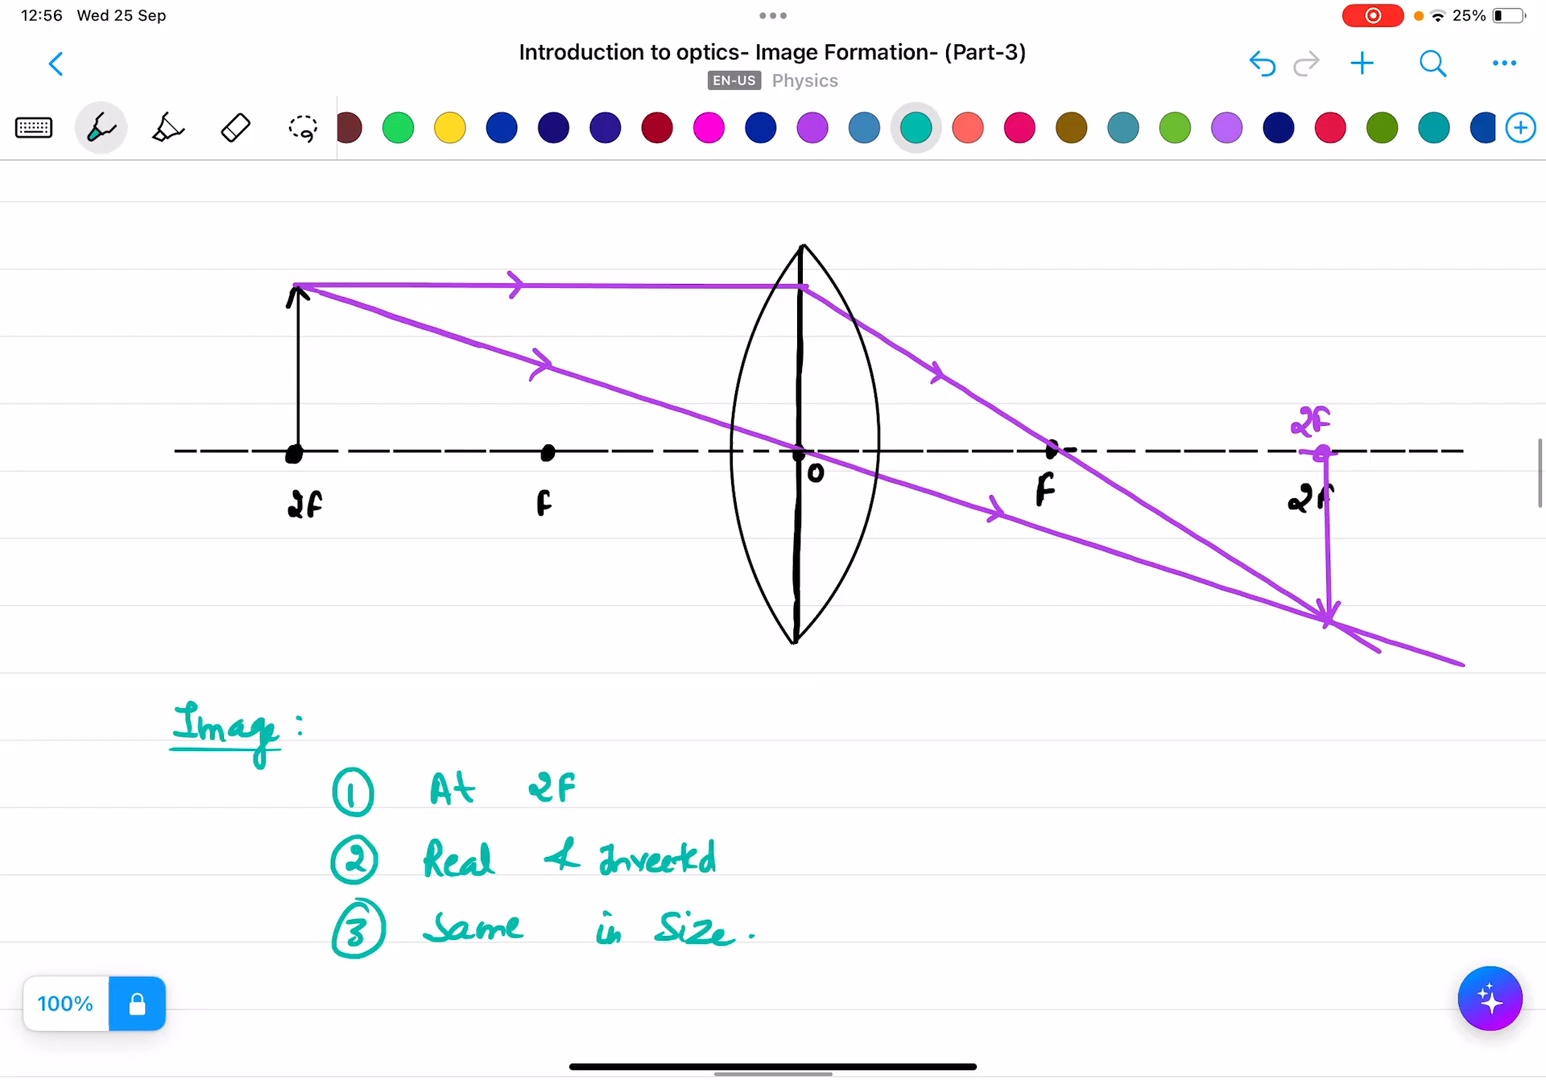 12:56 Wed 25 Sep
25%
Introduction to optics- Image Formation- (Part-3)
EN-US Physics
2F
O
2F F F 2F
Image :
① At 2F
② Real & Inverted
③ Same in Size.
100%